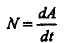 N = dA/dt